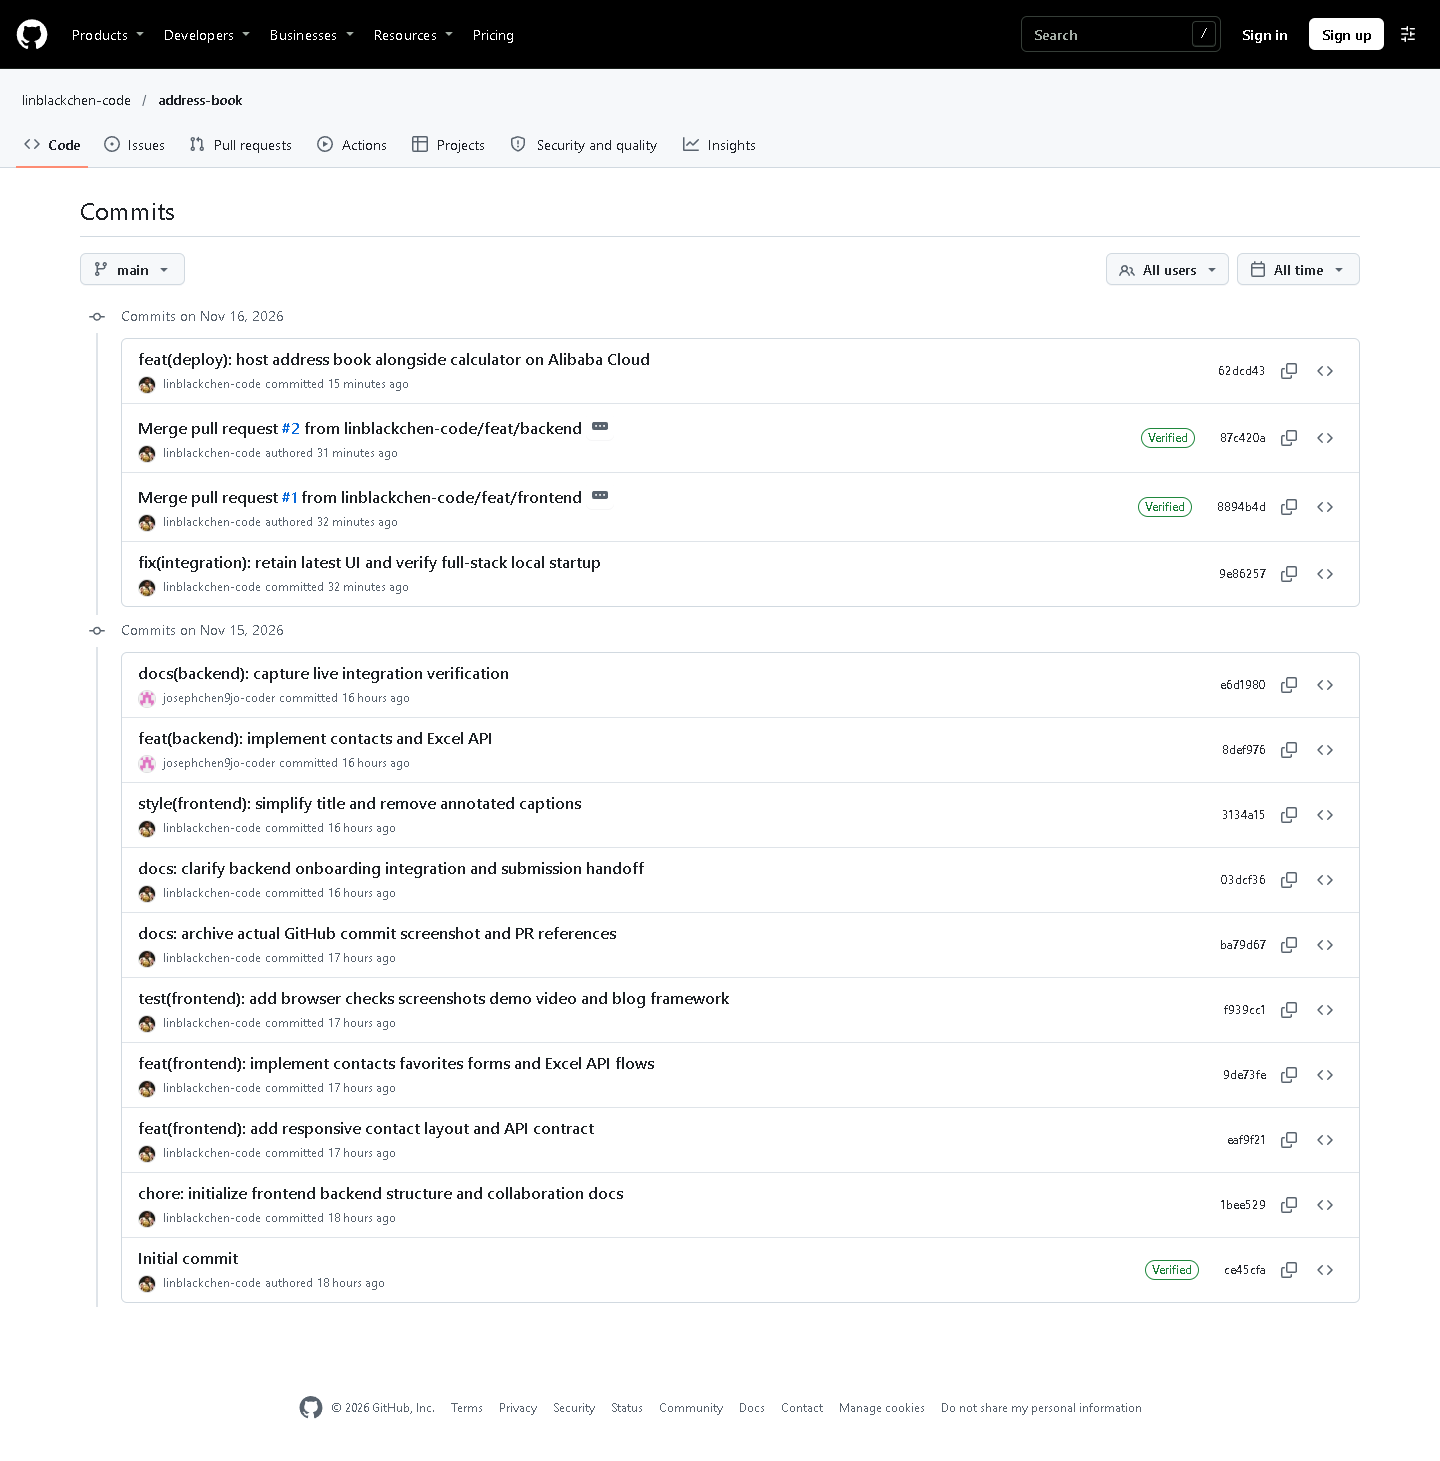 Products Developers Businesses Resources Pricing Search / Sign in Sign up
linblackchen-code / address-book
Code Issues Pull requests Actions Projects Security and quality Insights
Commits
main All users All time
Commits on Nov 16, 2026
feat(deploy): host address book alongside calculator on Alibaba Cloud
linblackchen-code committed 15 minutes ago
62dcd43
Merge pull request #2 from linblackchen-code/feat/backend
linblackchen-code authored 31 minutes ago
Verified 87c420a
Merge pull request #1 from linblackchen-code/feat/frontend
linblackchen-code authored 32 minutes ago
Verified 8894b4d
fix(integration): retain latest UI and verify full-stack local startup
linblackchen-code committed 32 minutes ago
9e86257
Commits on Nov 15, 2026
docs(backend): capture live integration verification
josephchen9jo-coder committed 16 hours ago
e6d1980
feat(backend): implement contacts and Excel API
josephchen9jo-coder committed 16 hours ago
8def976
style(frontend): simplify title and remove annotated captions
linblackchen-code committed 16 hours ago
3134a15
docs: clarify backend onboarding integration and submission handoff
linblackchen-code committed 16 hours ago
03dcf36
docs: archive actual GitHub commit screenshot and PR references
linblackchen-code committed 17 hours ago
ba79d67
test(frontend): add browser checks screenshots demo video and blog framework
linblackchen-code committed 17 hours ago
f939cc1
feat(frontend): implement contacts favorites forms and Excel API flows
linblackchen-code committed 17 hours ago
9de73fe
feat(frontend): add responsive contact layout and API contract
linblackchen-code committed 17 hours ago
eaf9f21
chore: initialize frontend backend structure and collaboration docs
linblackchen-code committed 18 hours ago
1bee529
Initial commit
linblackchen-code authored 18 hours ago
Verified ce45cfa
© 2026 GitHub, Inc. Terms Privacy Security Status Community Docs Contact Manage cookies Do not share my personal information